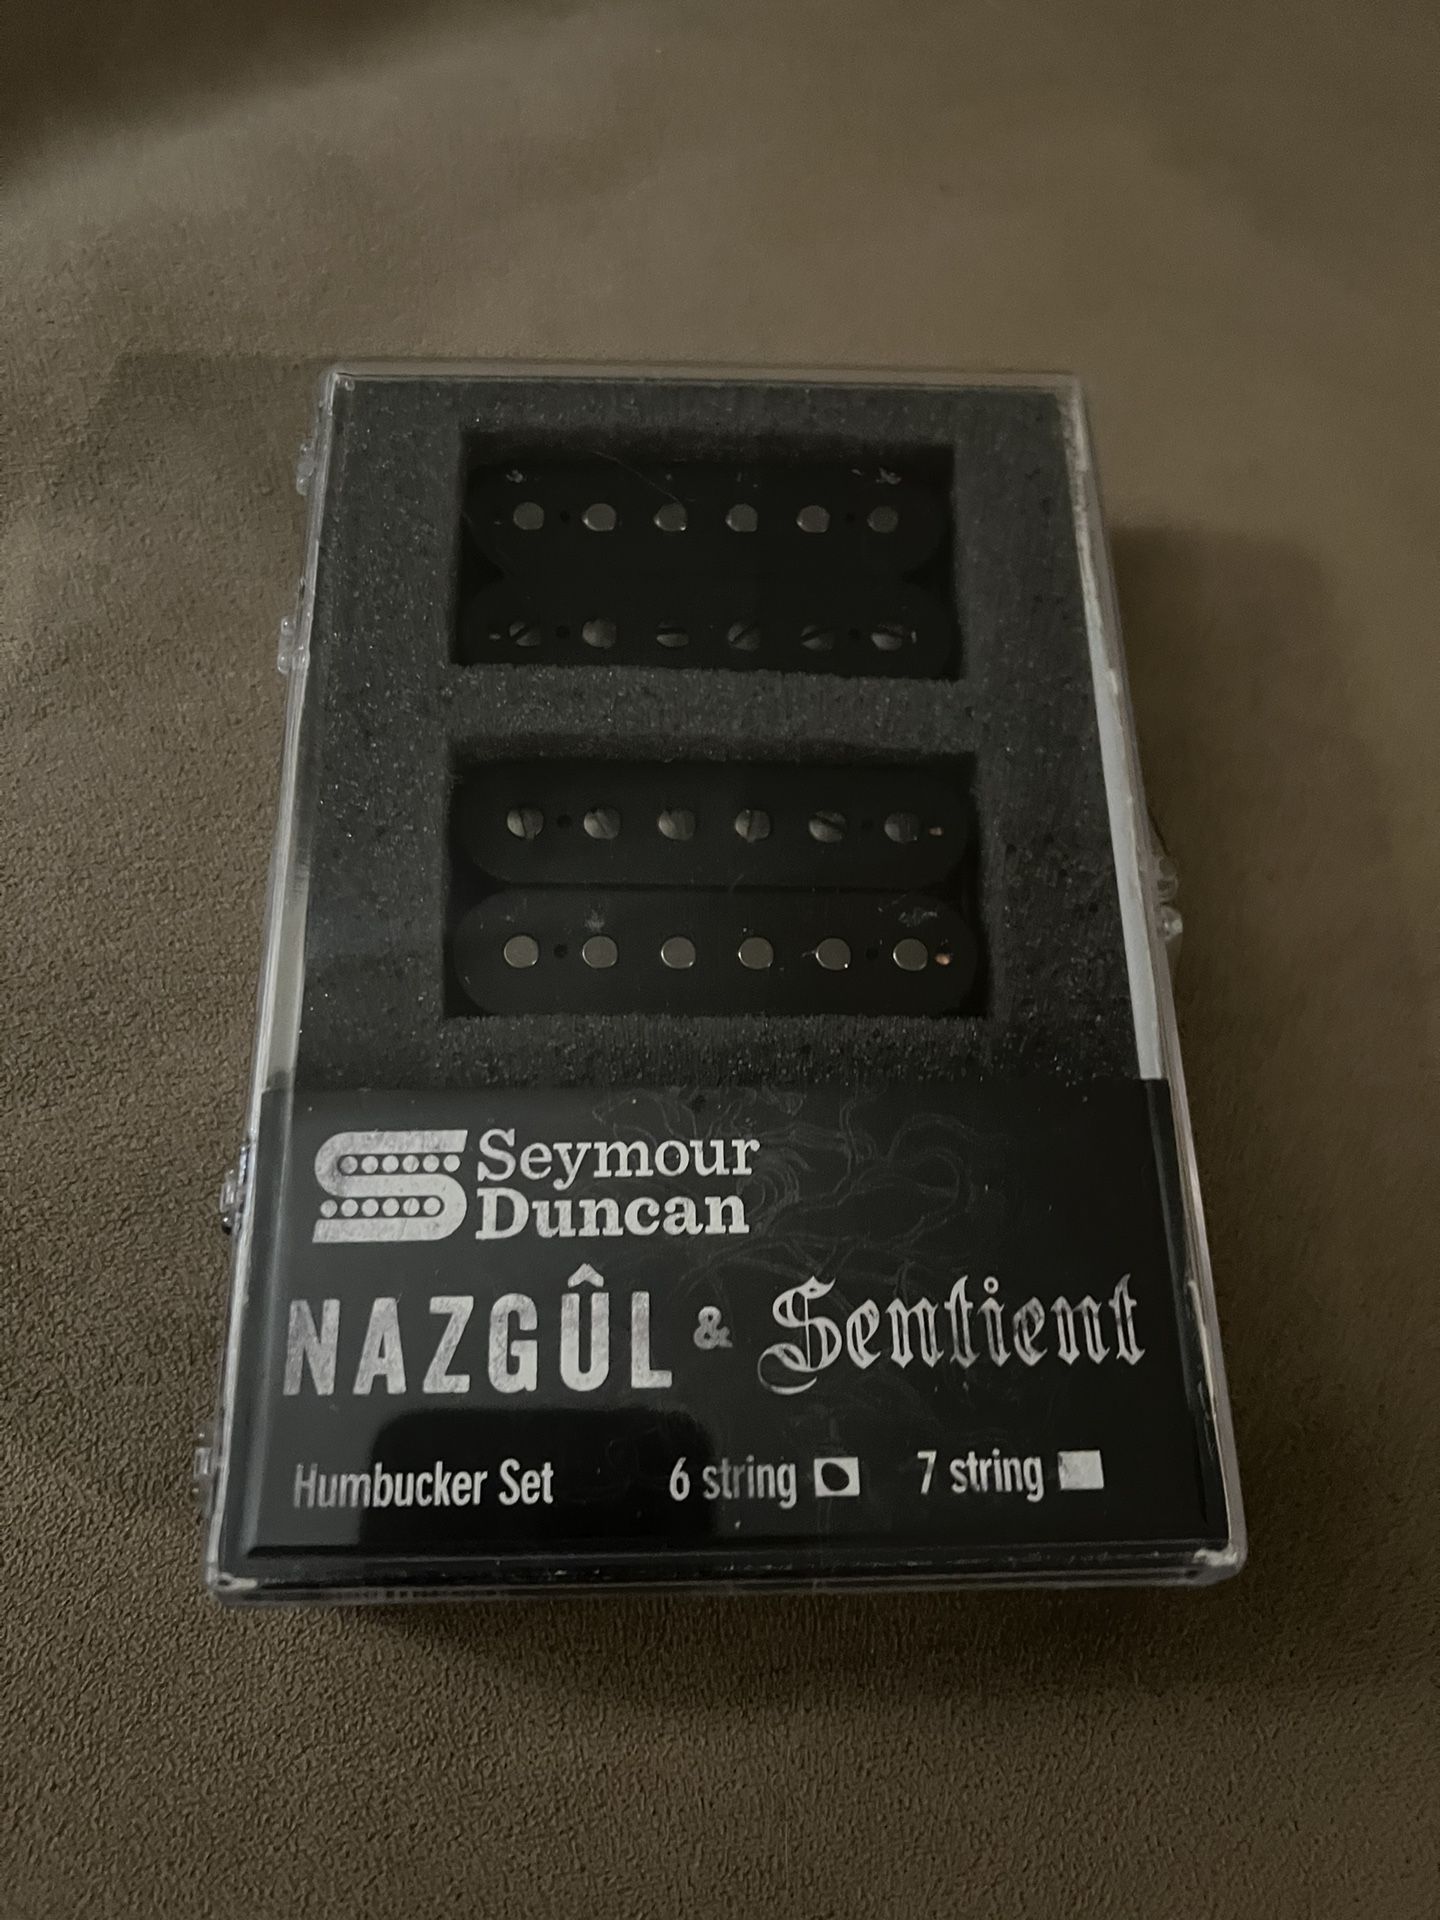 Seymour
Duncan
NAZGÛL & Sentient
Humbucker Set 6 string 7 string